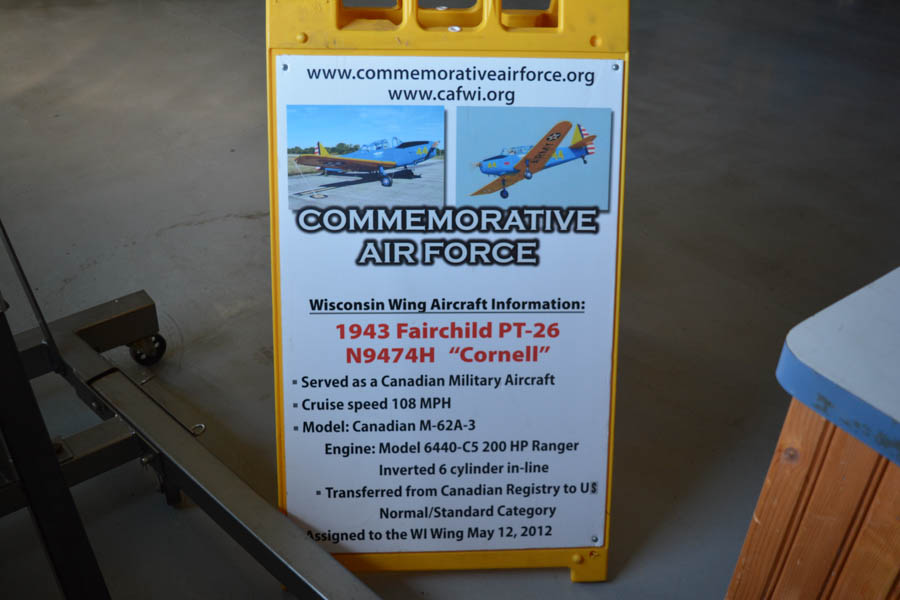 www.commemorativeairforce.org
www.cafwi.org
COMMEMORATIVE
AIR FORCE
Wisconsin Wing Aircraft Information:
1943 Fairchild PT-26
N9474H "Cornell"
▪ Served as a Canadian Military Aircraft
▪ Cruise speed 108 MPH
▪ Model: Canadian M-62A-3
Engine: Model 6440-C5 200 HP Ranger
Inverted 6 cylinder in-line
▪ Transferred from Canadian Registry to US
Normal/Standard Category
Assigned to the WI Wing May 12, 2012